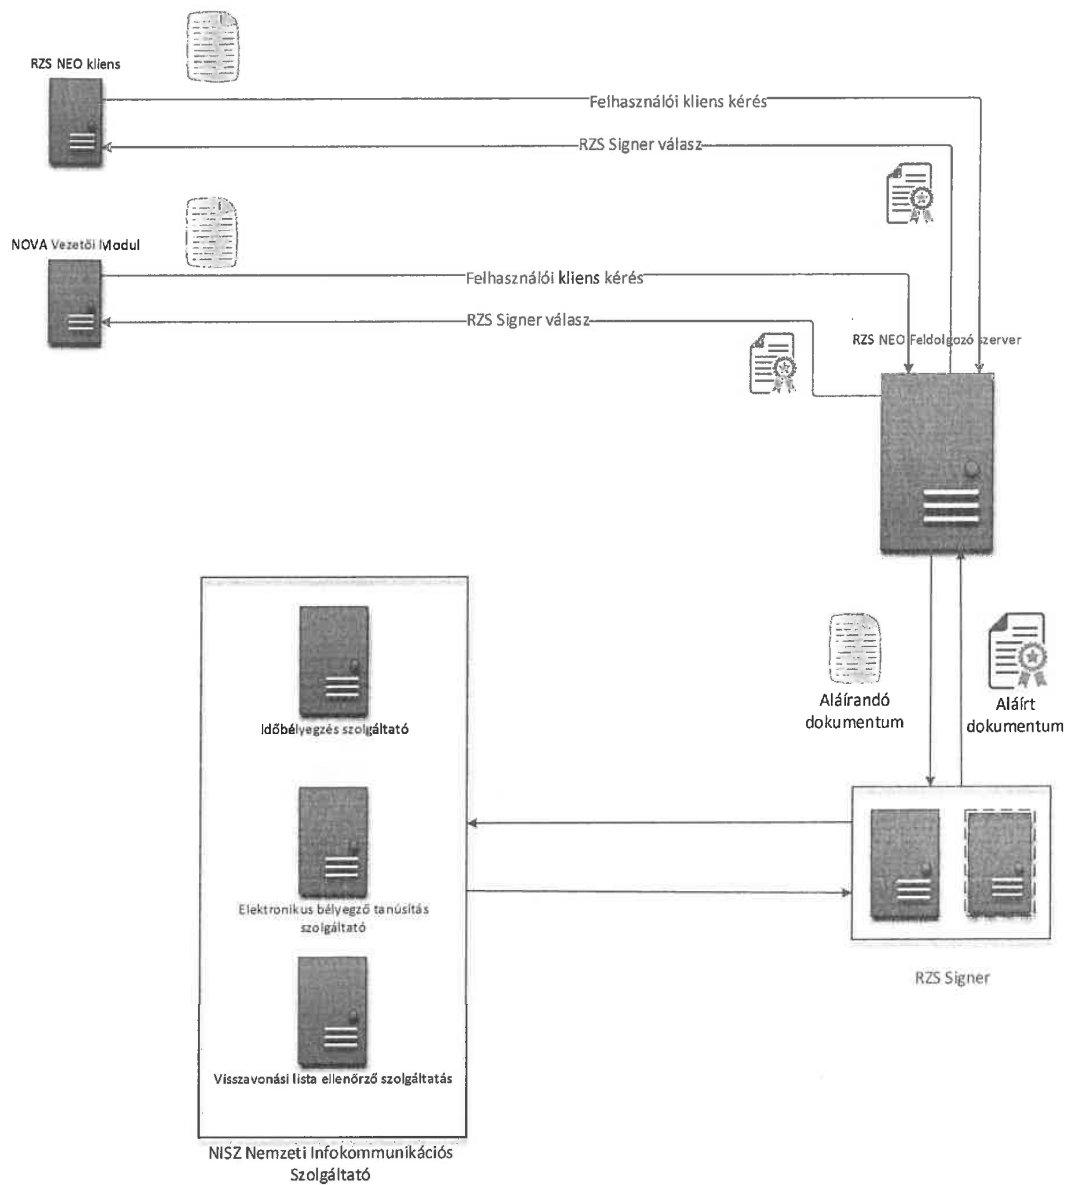 RZS NEO kliens
Felhasználói kliens kérés
RZS Signer válasz
NOVA Vezetői Modul
Felhasználói kliens kérés
RZS Signer válasz
RZS NEO Feldolgozó szerver
Aláírandó
dokumentum
Aláírt
dokumentum
Időbélyegzés szolgáltató
Elektronikus bélyegző tanúsítás
szolgáltató
RZS Signer
Visszavonási lista ellenőrző szolgáltatás
NISZ Nemzeti Infokommunikációs
Szolgáltató